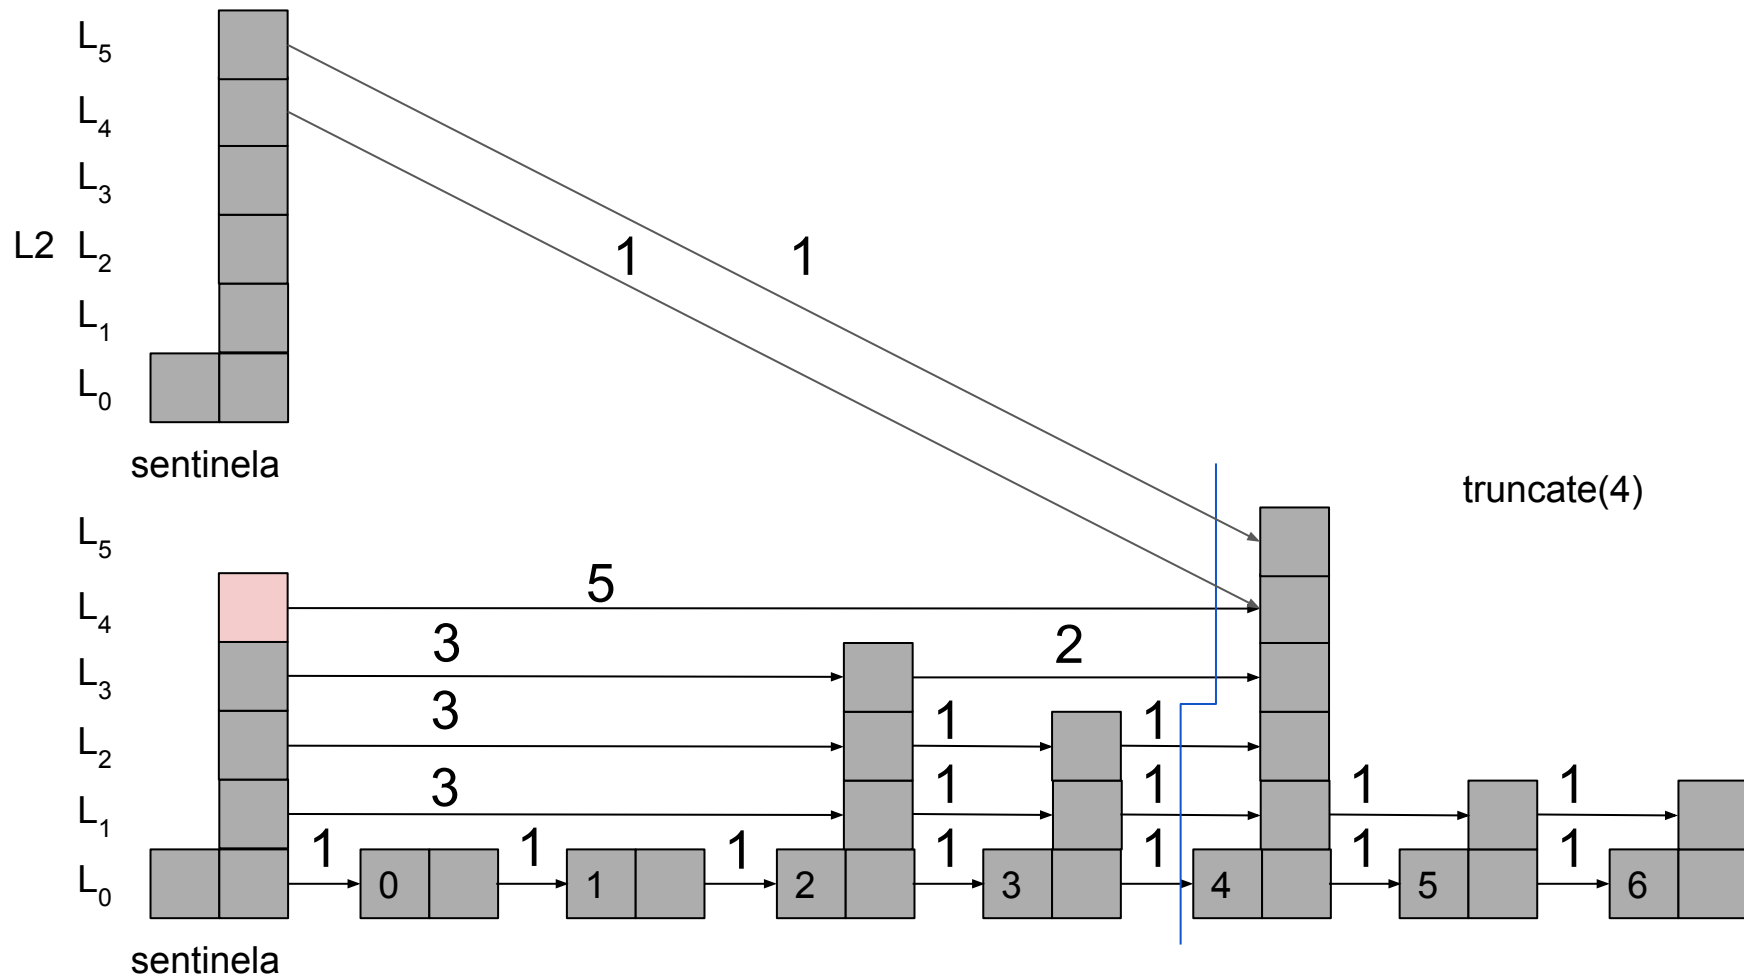 L5
L4
L3
L2 L2
1 1
L1
L0
sentinela
truncate(4)
L5
5
L4
3 2
L3
3 1 1
L2
3 1 1 1 1
L1
1 1 1 1 1 1 1
L0 0 1 2 3 4 5 6
sentinela